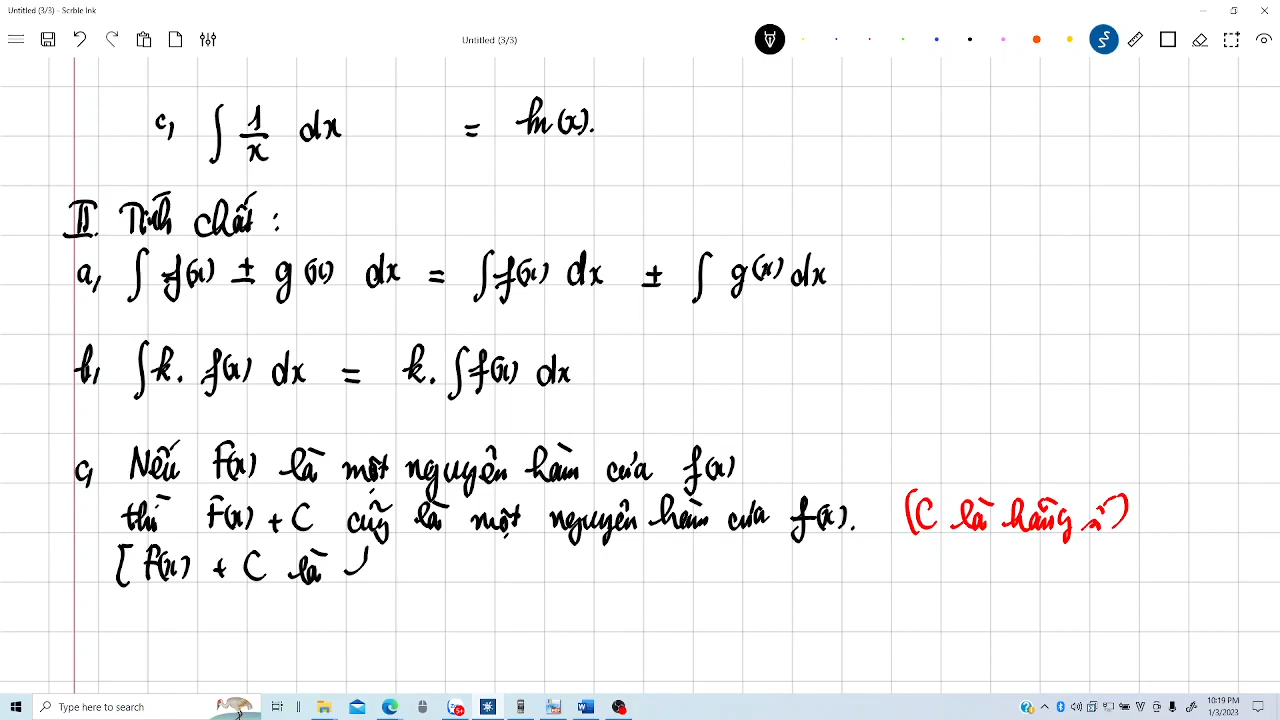 Untitled (3/3) - Scrble Ink
Untitled (3/3)
c, ∫ 1/x dx = ln(x).
II. Tính chất :
a, ∫ f(x) ± g(x) dx = ∫ f(x) dx ± ∫ g(x) dx
b, ∫ k. f(x) dx = k. ∫ f(x) dx
c, Nếu F(x) là một nguyên hàm của f(x)
thì F(x) + C cũng là một nguyên hàm của f(x). (C là hằng số)
[ F(x) + C là
Type here to search
10:19 PM
1/3/2023